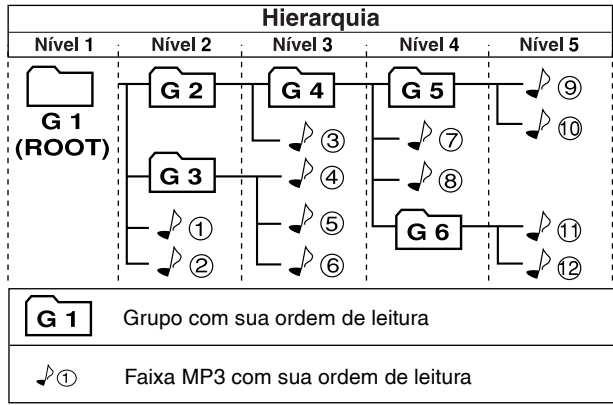 Hierarquia
Nível 1 Nível 2 Nível 3 Nível 4 Nível 5
G 1
(ROOT)
G 2 G 4 G 5 ⑨
③ ⑦ ⑩
G 3 ④ ⑧
① ⑤ G 6 ⑪
② ⑥ ⑫
G 1 Grupo com sua ordem de leitura
① Faixa MP3 com sua ordem de leitura